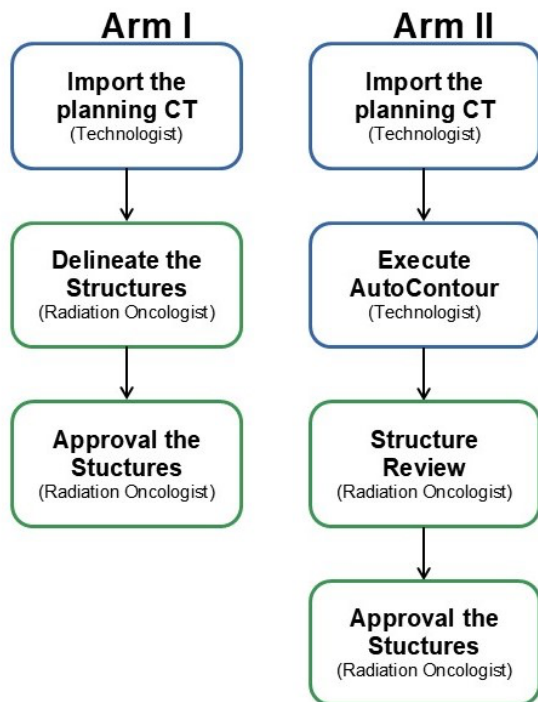 Arm I
Import the
planning CT
(Technologist)
Delineate the
Structures
(Radiation Oncologist)
Approval the
Stuctures
(Radiation Oncologist)
Arm II
Import the
planning CT
(Technologist)
Execute
AutoContour
(Technologist)
Structure
Review
(Radiation Oncologist)
Approval the
Stuctures
(Radiation Oncologist)